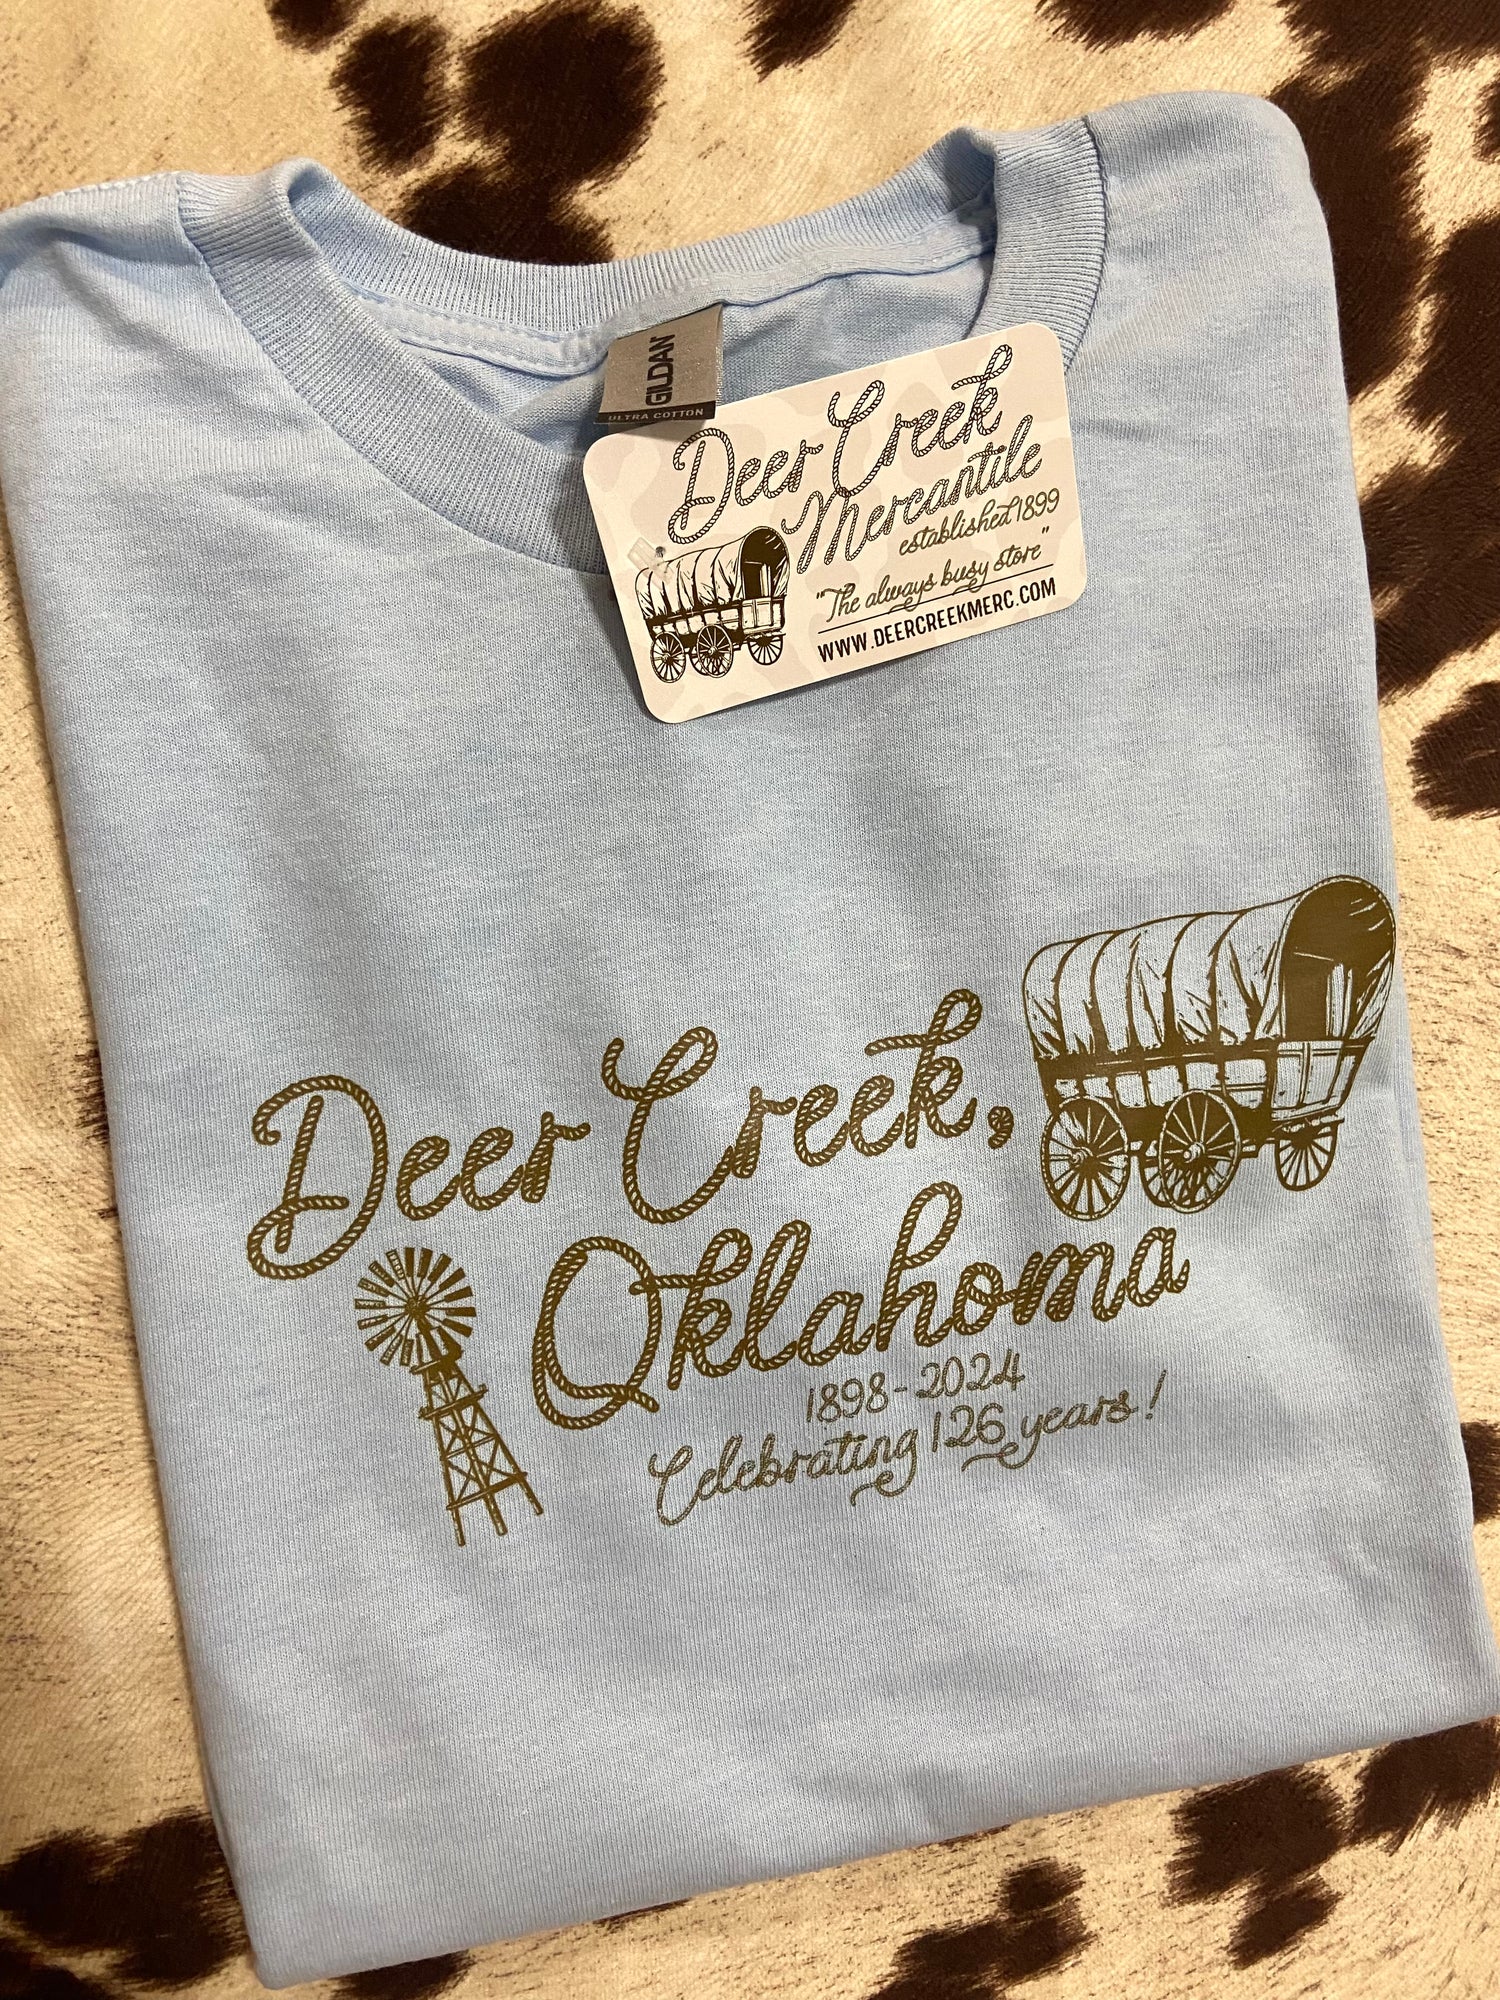 GILDAN
ULTRA COTTON
Deer Creek
Mercantile
established 1899
"The always busy store"
WWW.DEERCREEKMERC.COM
Deer Creek,
Oklahoma
1898-2024
Celebrating 126 years!